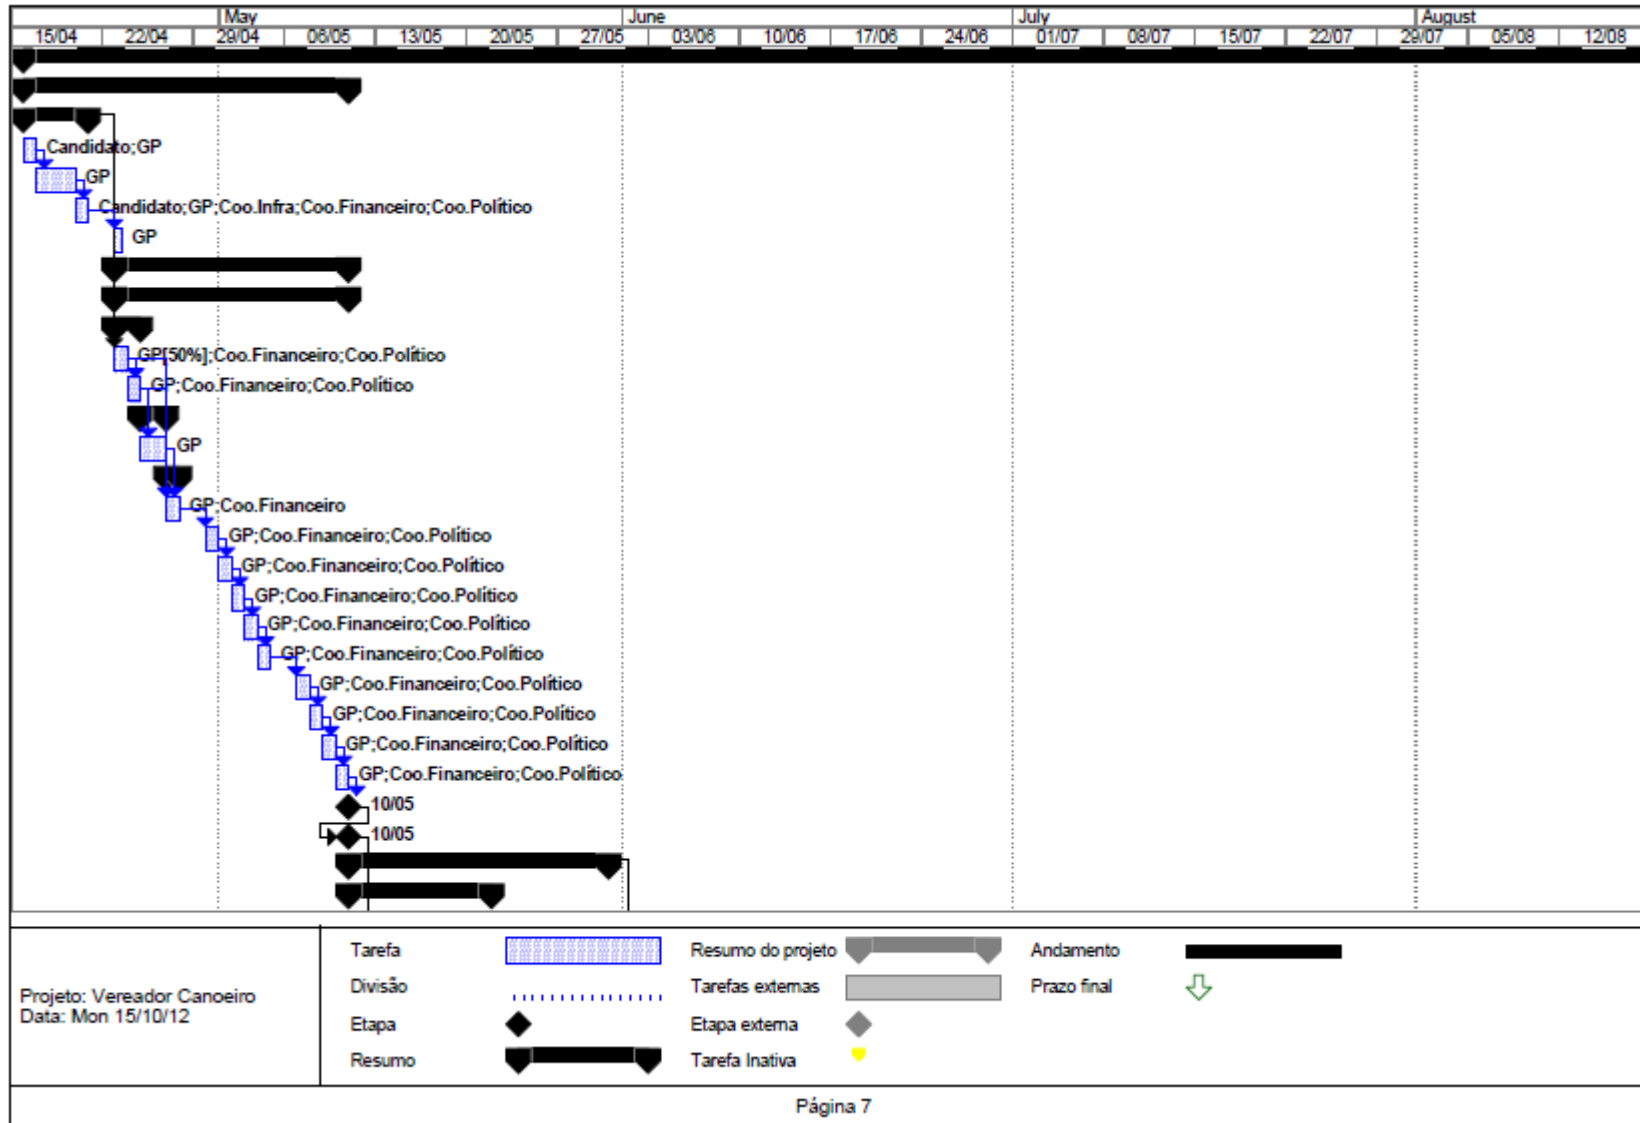 May June July August
15/04 22/04 29/04 06/05 13/05 20/05 27/05 03/06 10/06 17/06 24/06 01/07 08/07 15/07 22/07 29/07 05/08 12/08
Candidato;GP
GP
Candidato;GP;Coo.Infra;Coo.Financeiro;Coo.Político
GP
GP[50%];Coo.Financeiro;Coo.Político
GP;Coo.Financeiro;Coo.Político
GP
GP;Coo.Financeiro
GP;Coo.Financeiro;Coo.Político
GP;Coo.Financeiro;Coo.Político
GP;Coo.Financeiro;Coo.Político
GP;Coo.Financeiro;Coo.Político
GP;Coo.Financeiro;Coo.Político
GP;Coo.Financeiro;Coo.Político
GP;Coo.Financeiro;Coo.Político
GP;Coo.Financeiro;Coo.Político
GP;Coo.Financeiro;Coo.Político
10/05
10/05
Projeto: Vereador Canoeiro
Data: Mon 15/10/12
Tarefa
Divisão
Etapa
Resumo
Resumo do projeto
Tarefas externas
Etapa externa
Tarefa Inativa
Andamento
Prazo final
Página 7